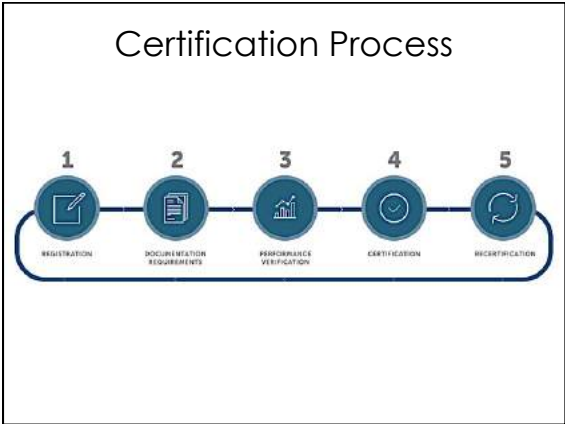 Certification Process
1 2 3 4 5
REGISTRATION
DOCUMENTATION
REQUIREMENTS
PERFORMANCE
VERIFICATION
CERTIFICATION
RECERTIFICATION